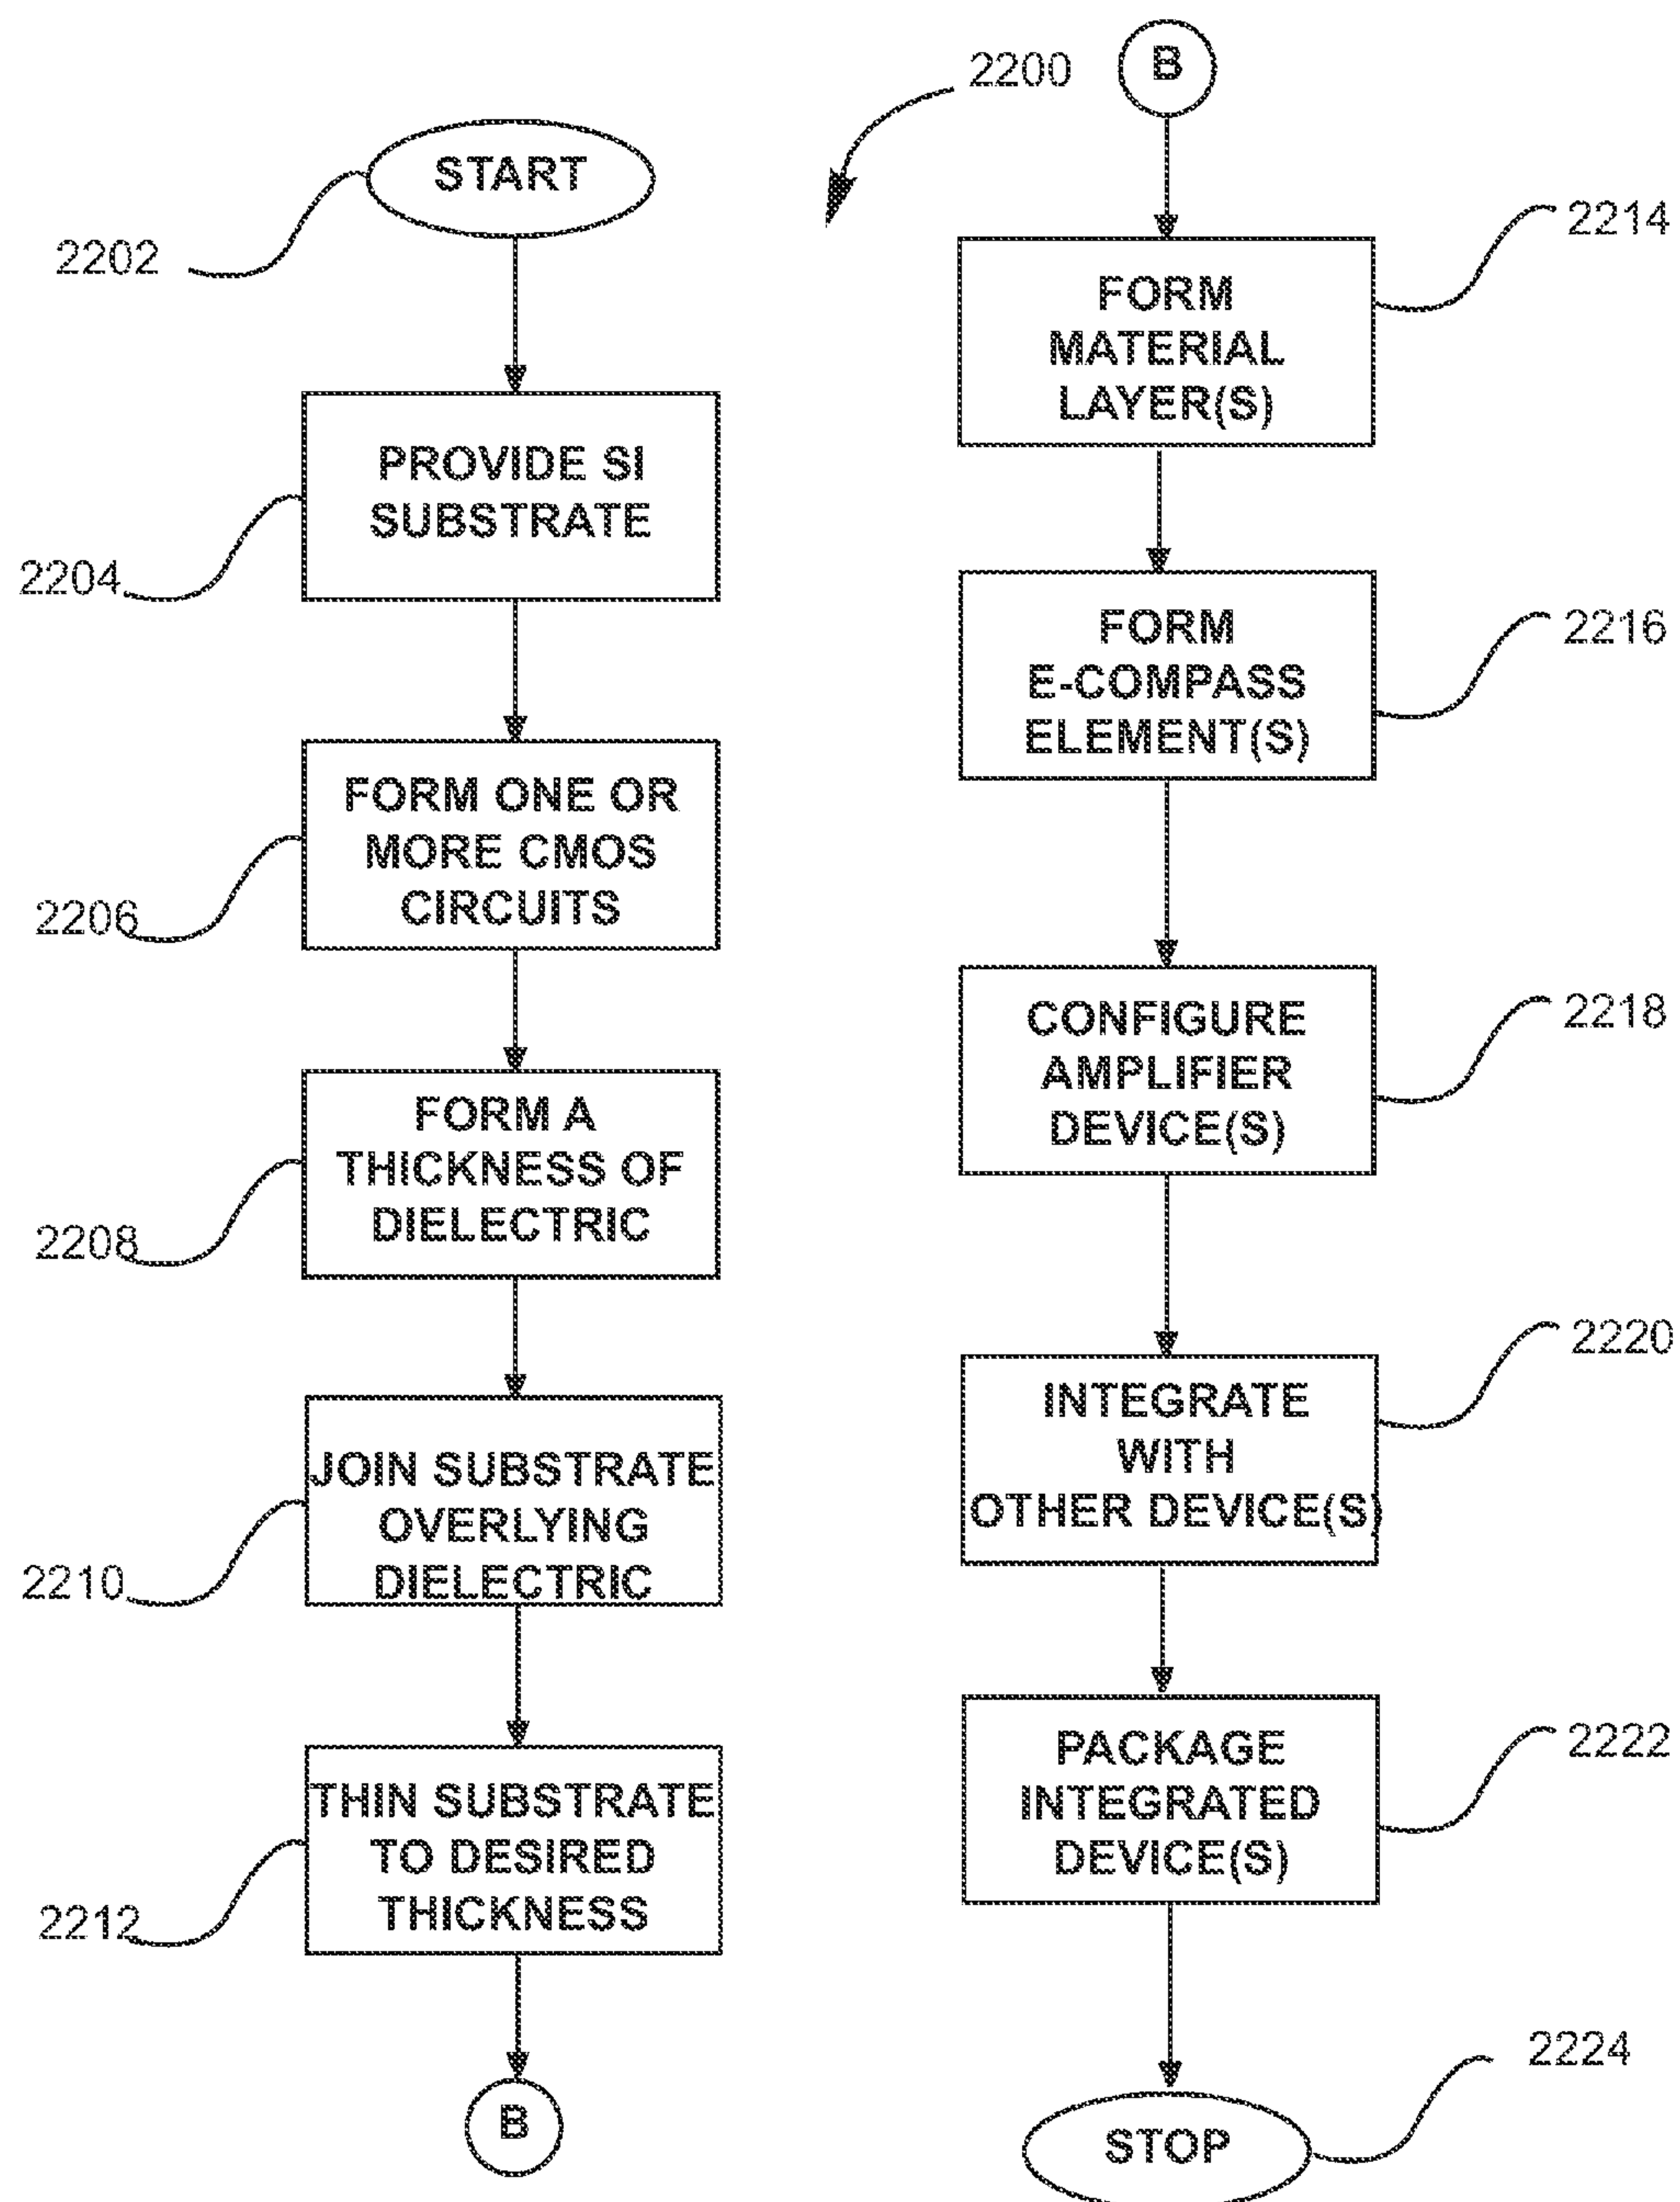 START
2202
PROVIDE SI
SUBSTRATE
2204
FORM ONE OR
MORE CMOS
CIRCUITS
2206
FORM A
THICKNESS OF
DIELECTRIC
2208
JOIN SUBSTRATE
OVERLYING
DIELECTRIC
2210
THIN SUBSTRATE
TO DESIRED
THICKNESS
2212
B
2200
B
2214
FORM
MATERIAL
LAYER(S)
2216
FORM
E-COMPASS
ELEMENT(S)
2218
CONFIGURE
AMPLIFIER
DEVICE(S)
2220
INTEGRATE
WITH
OTHER DEVICE(S)
2222
PACKAGE
INTEGRATED
DEVICE(S)
2224
STOP